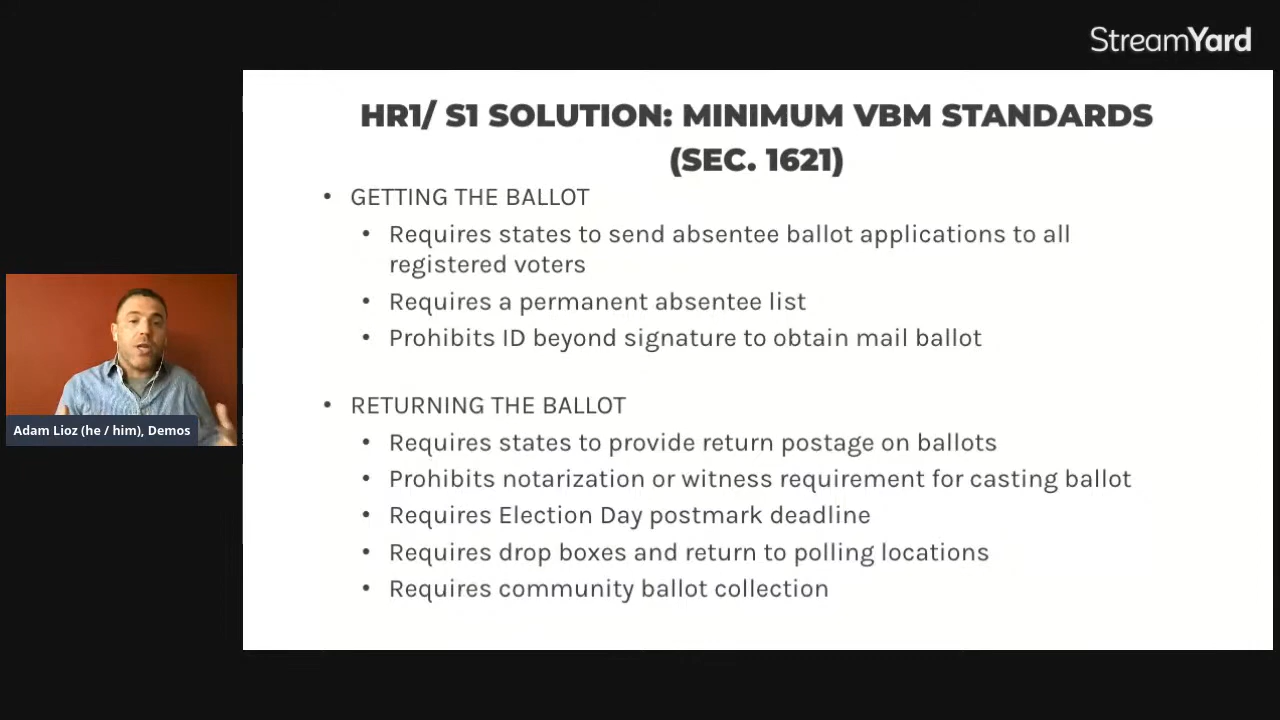 StreamYard
HR1/ S1 SOLUTION: MINIMUM VBM STANDARDS
(SEC. 1621)
• GETTING THE BALLOT
• Requires states to send absentee ballot applications to all
registered voters
• Requires a permanent absentee list
• Prohibits ID beyond signature to obtain mail ballot
• RETURNING THE BALLOT
• Requires states to provide return postage on ballots
• Prohibits notarization or witness requirement for casting ballot
• Requires Election Day postmark deadline
• Requires drop boxes and return to polling locations
• Requires community ballot collection
Adam Lioz (he / him), Demos